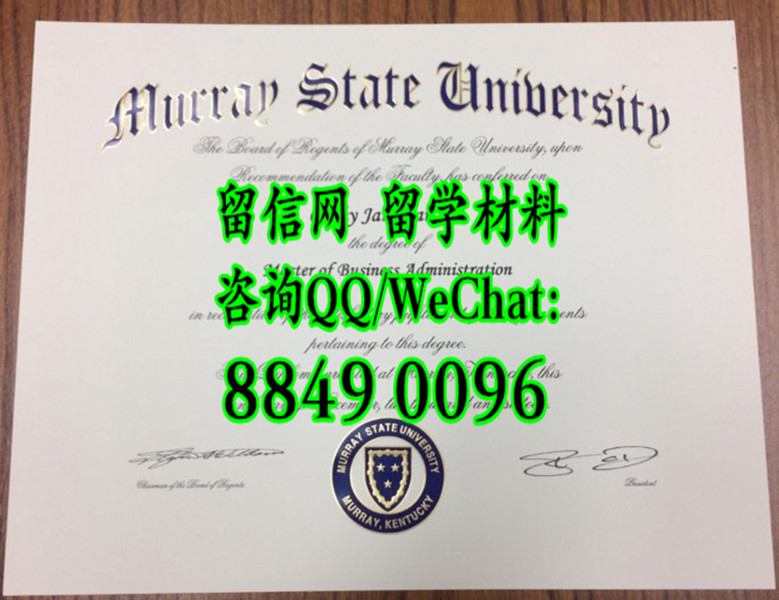 Murray State University
The Board of Regents of Murray State University, upon
Recommendation of the Faculty, has conferred on
留信网 留学材料
the degree of
Master of Business Administration
咨询QQ/WeChat:
pertaining to this degree.
8849 0096
this
MURRAY STATE UNIVERSITY
MURRAY, KENTUCKY
Chairman of the Board of Regents
President